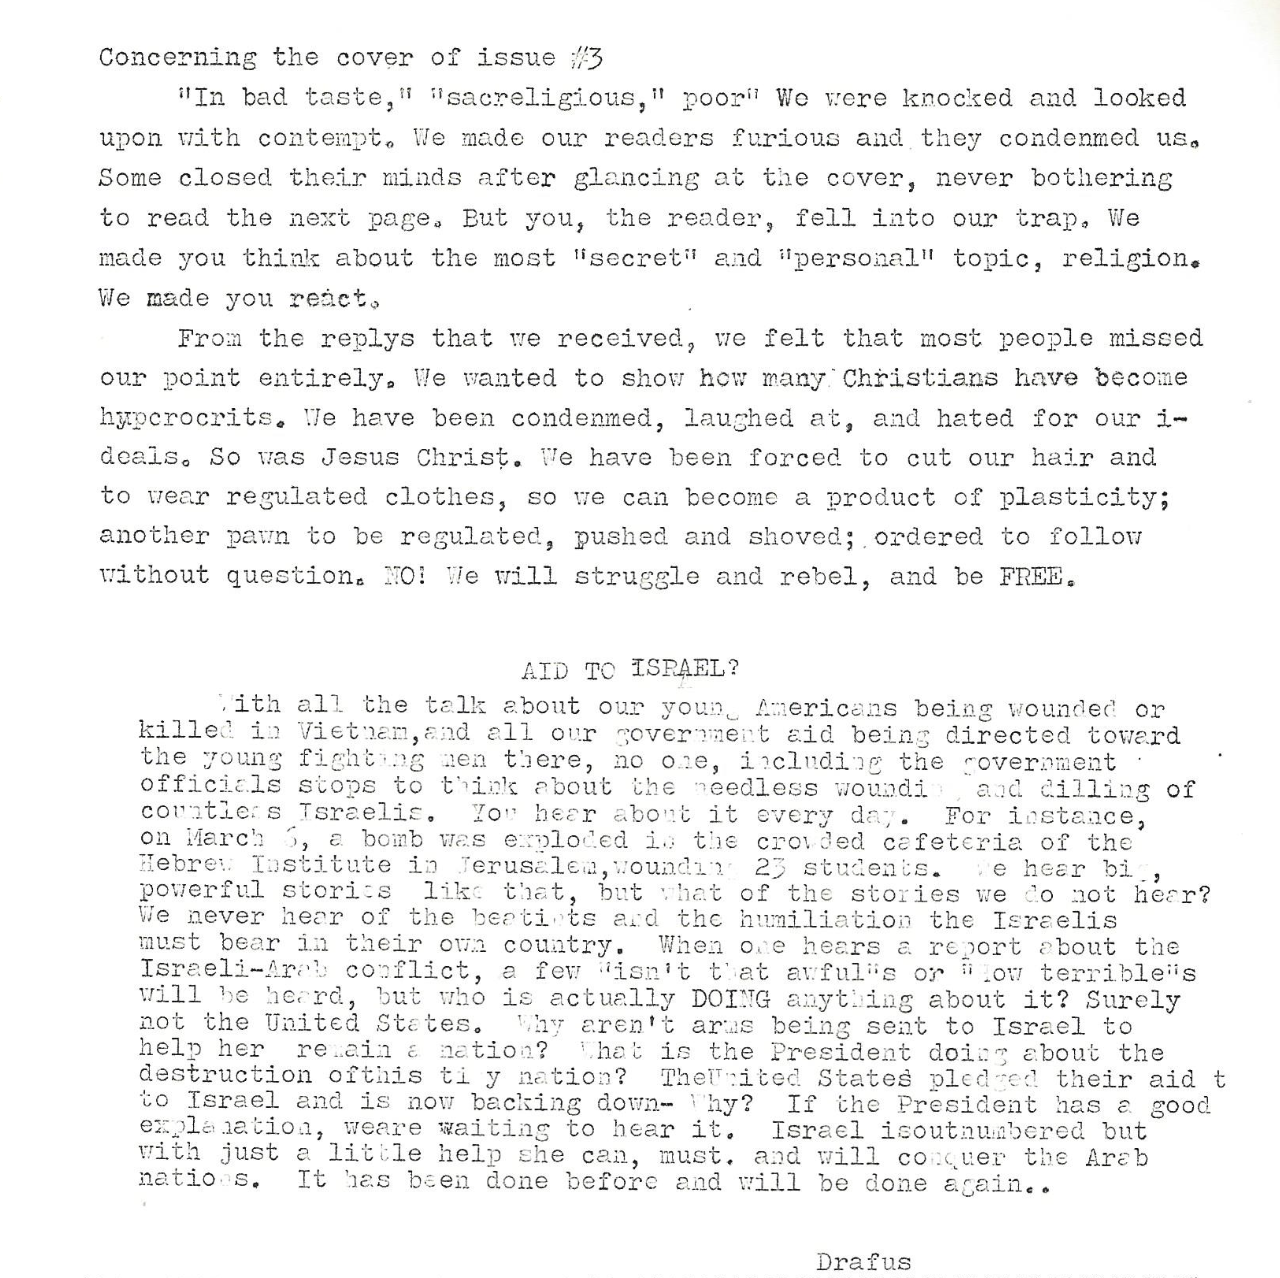 Concerning the cover of issue #3
"In bad taste," "sacreligious," poor" We were knocked and looked
upon with contempt. We made our readers furious and they condenmed us.
Some closed their minds after glancing at the cover, never bothering
to read the next page. But you, the reader, fell into our trap. We
made you think about the most "secret" and "personal" topic, religion.
We made you react.
From the replys that we received, we felt that most people missed
our point entirely. We wanted to show how many Christians have become
hypcrocrits. We have been condenmed, laughed at, and hated for our i-
deals. So was Jesus Christ. We have been forced to cut our hair and
to wear regulated clothes, so we can become a product of plasticity;
another pawn to be regulated, pushed and shoved; ordered to follow
without question. NO! We will struggle and rebel, and be FREE.
AID TO ISRAEL?
With all the talk about our young Americans being wounded or
killed in Vietnam,and all our government aid being directed toward
the young fighting men there, no one, including the government
officials stops to think about the needless wounding and dilling of
countless Israelis. You hear about it every day. For instance,
on March 6, a bomb was exploded in the crowded cafeteria of the
Hebrew Institute in Jerusalem,wounding 23 students. We hear big,
powerful stories like that, but what of the stories we do not hear?
We never hear of the beatings and the humiliation the Israelis
must bear in their own country. When one hears a report about the
Israeli-Arab conflict, a few "isn't that awful"s or "how terrible"s
will be heard, but who is actually DOING anything about it? Surely
not the United States. Why aren't arms being sent to Israel to
help her remain a nation? What is the President doing about the
destruction ofthis tiny nation? TheUnited States pledged their aid t
to Israel and is now backing down- Why? If the President has a good
explanation, weare waiting to hear it. Israel isoutnumbered but
with just a little help she can, must. and will conquer the Arab
nations. It has been done before and will be done again..
Drafus